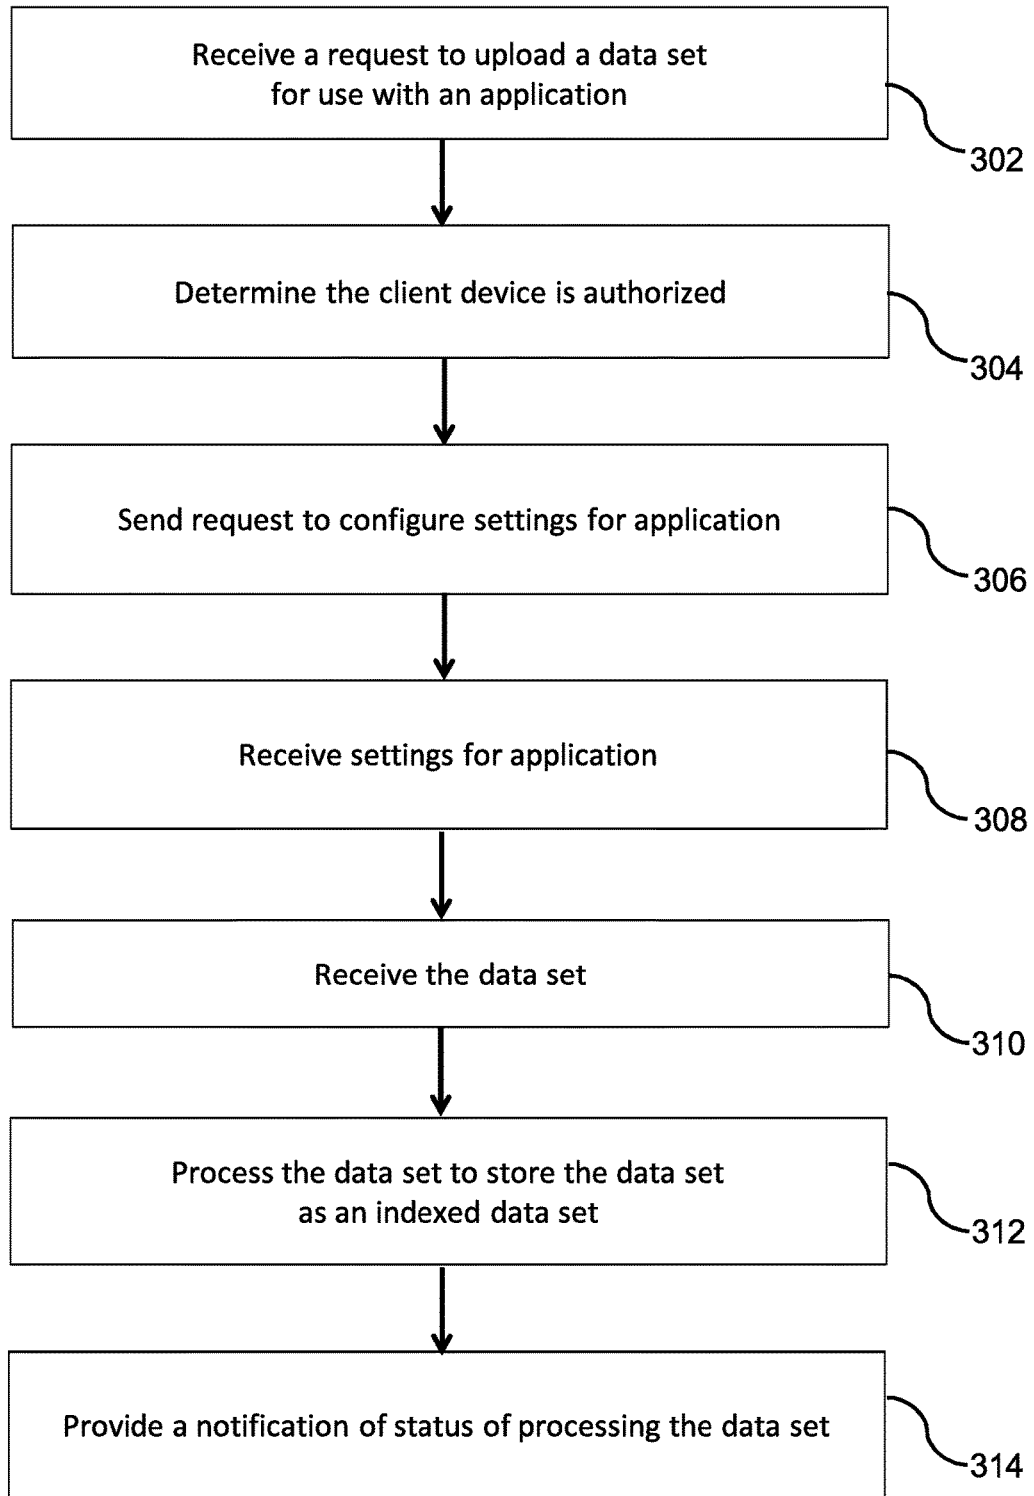 Receive a request to upload a data set
for use with an application
302
Determine the client device is authorized
304
Send request to configure settings for application
306
Receive settings for application
308
Receive the data set
310
Process the data set to store the data set
as an indexed data set
312
Provide a notification of status of processing the data set
314